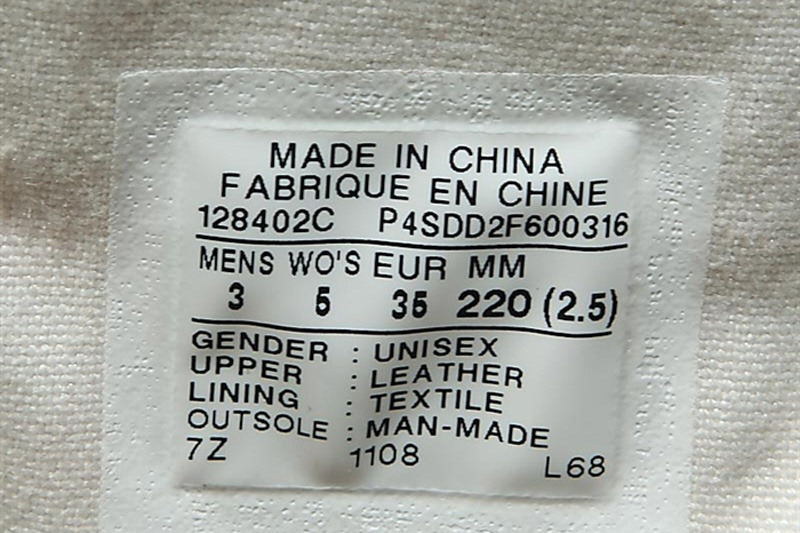 MADE IN CHINA
FABRIQUE EN CHINE
128402C P4SDD2F600316
MENS WO'S EUR MM
3 5 35 220 (2.5)
GENDER : UNISEX
UPPER : LEATHER
LINING : TEXTILE
OUTSOLE : MAN-MADE
7Z 1108 L68